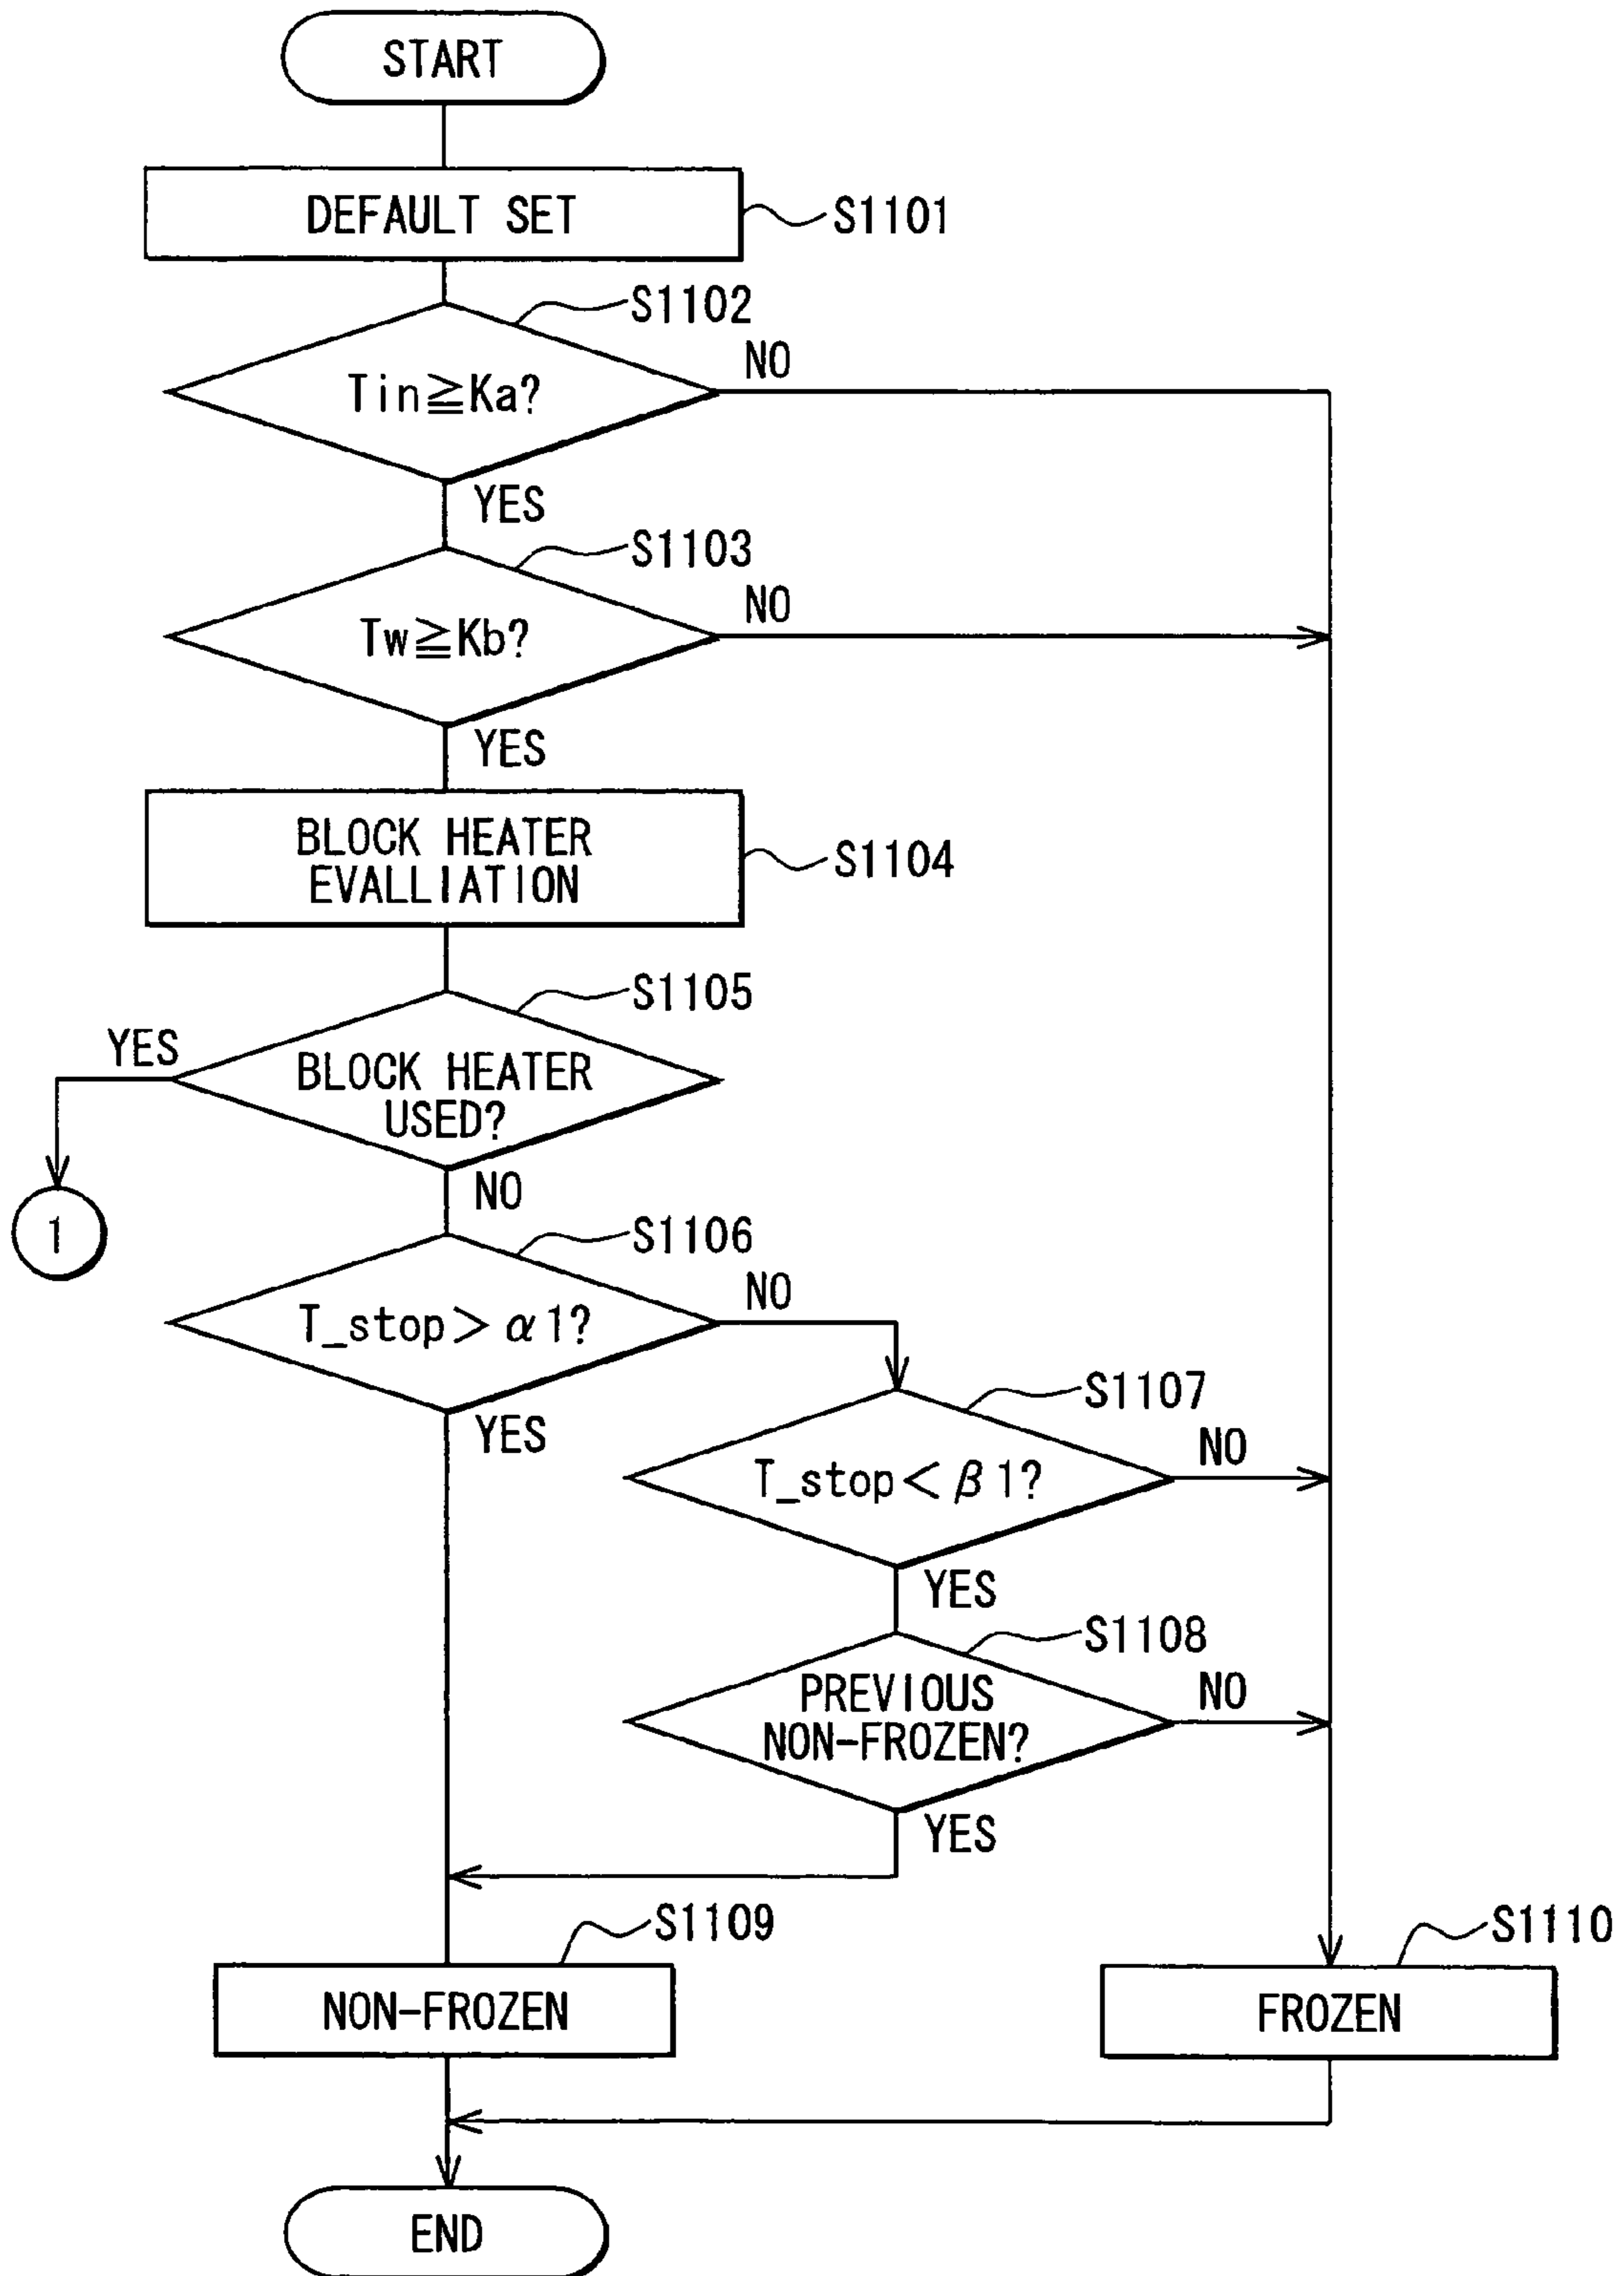 START
DEFAULT SET
S1101
S1102
Tin≧Ka?
NO
YES
S1103
Tw≧Kb?
NO
YES
BLOCK HEATER
EVALLIATION
S1104
S1105
YES
BLOCK HEATER
USED?
NO
1
S1106
T_stop＞α1?
NO
YES
S1107
T_stop＜β1?
NO
YES
S1108
PREVIOUS
NON-FROZEN?
NO
YES
S1109
NON-FROZEN
S1110
FROZEN
END